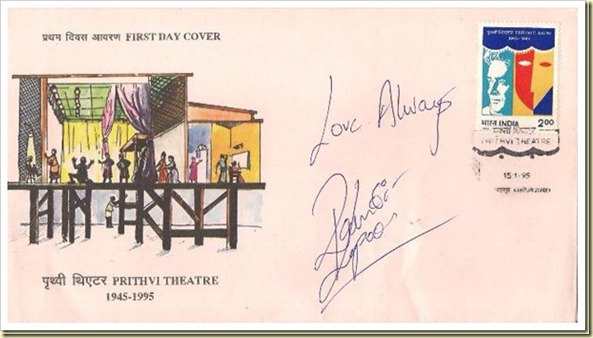 प्रथम दिवस आवरण FIRST DAY COVER
INDIA
2.00
PRITHVI THEATRE
15.1.95
Love Always
Kapoor
पृथ्वी थिएटर PRITHVI THEATRE
1945-1995